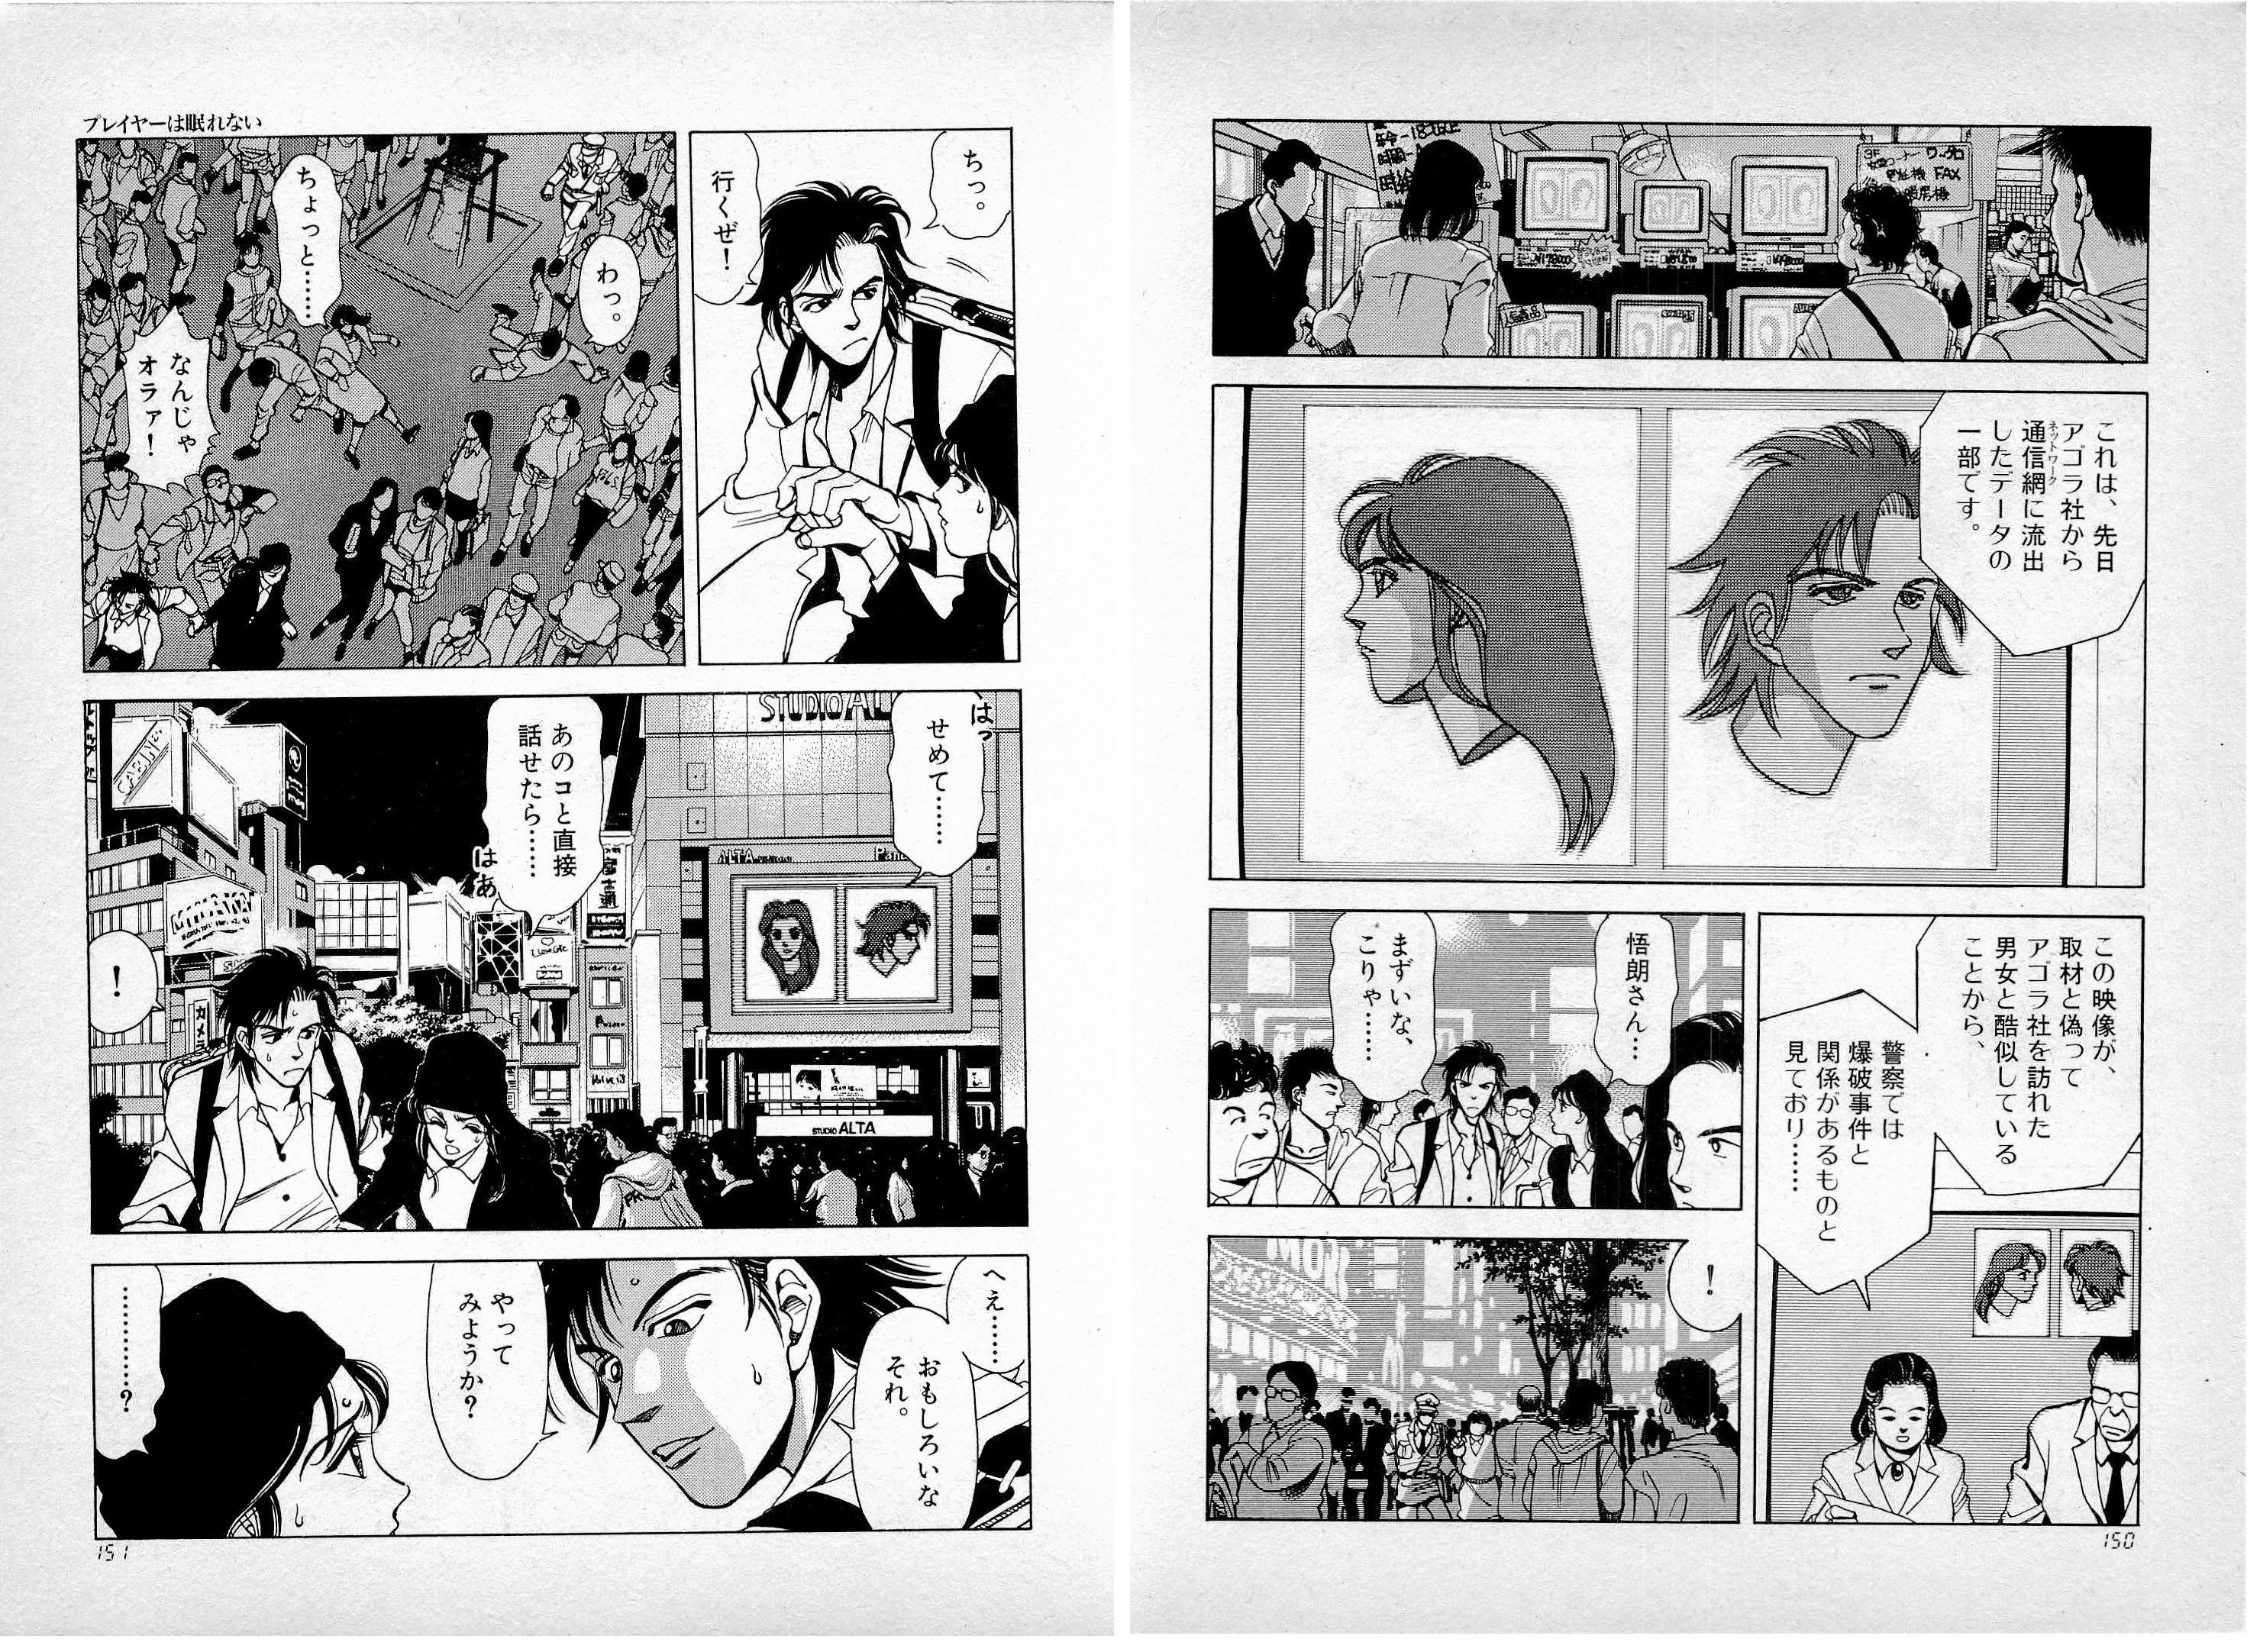 これは、先日
アゴラ社から
通信網に流出
ネットワーク
したデータの
一部です。
この映像が、
取材と偽って
アゴラ社を訪れた
男女と酷似している
ことから、
警察では
爆破事件と
関係があるものと
見ており……
悟朗さん…
まずいな、
こりゃ……
！
150
プレイヤーは眠れない
ちっ。
行くぜ！
わっ。
ちょっと……
なんじゃ
オラァ！
STUDIO AL
はっ
せめて……
あのコと直接
話せたら……
はあ
ALTA
カメラ
STUDIO ALTA
！
へえ……
おもしろいな
それ。
やって
みようか？
…………？
151